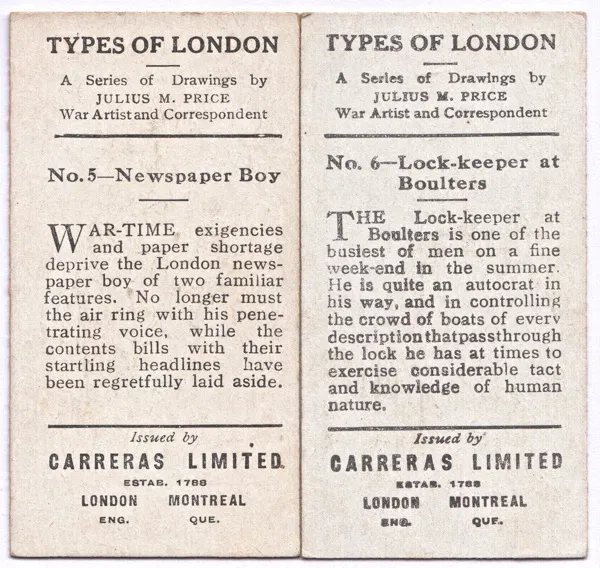 TYPES OF LONDON
A Series of Drawings by
JULIUS M. PRICE
War Artist and Correspondent
No. 5—Newspaper Boy
WAR-TIME exigencies
and paper shortage
deprive the London news-
paper boy of two familiar
features. No longer must
the air ring with his pene-
trating voice, while the
contents bills with their
startling headlines have
been regretfully laid aside.
Issued by
CARRERAS LIMITED.
ESTAB. 1788
LONDON MONTREAL
ENG. QUE.
TYPES OF LONDON
A Series of Drawings by
JULIUS M. PRICE
War Artist and Correspondent
No. 6—Lock-keeper at
Boulters
THE Lock-keeper at
Boulters is one of the
busiest of men on a fine
week-end in the summer.
He is quite an autocrat in
his way, and in controlling
the crowd of boats of every
description that pass through
the lock he has at times to
exercise considerable tact
and knowledge of human
nature.
Issued by
CARRERAS LIMITED
ESTAB. 1788
LONDON MONTREAL
ENG. QUE.